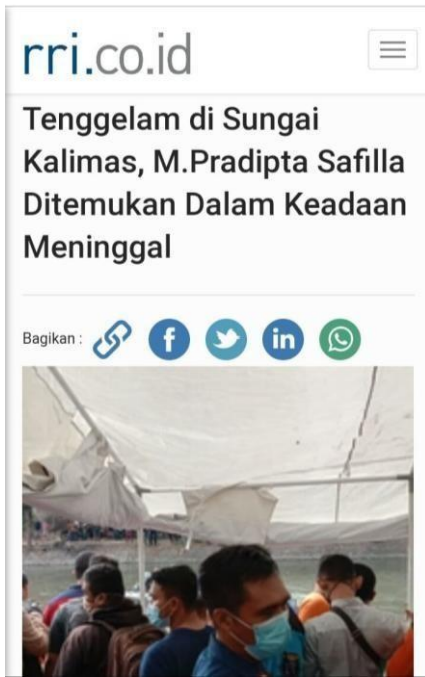 rri.co.id
Tenggelam di Sungai
Kalimas, M.Pradipta Safilla
Ditemukan Dalam Keadaan
Meninggal
Bagikan :